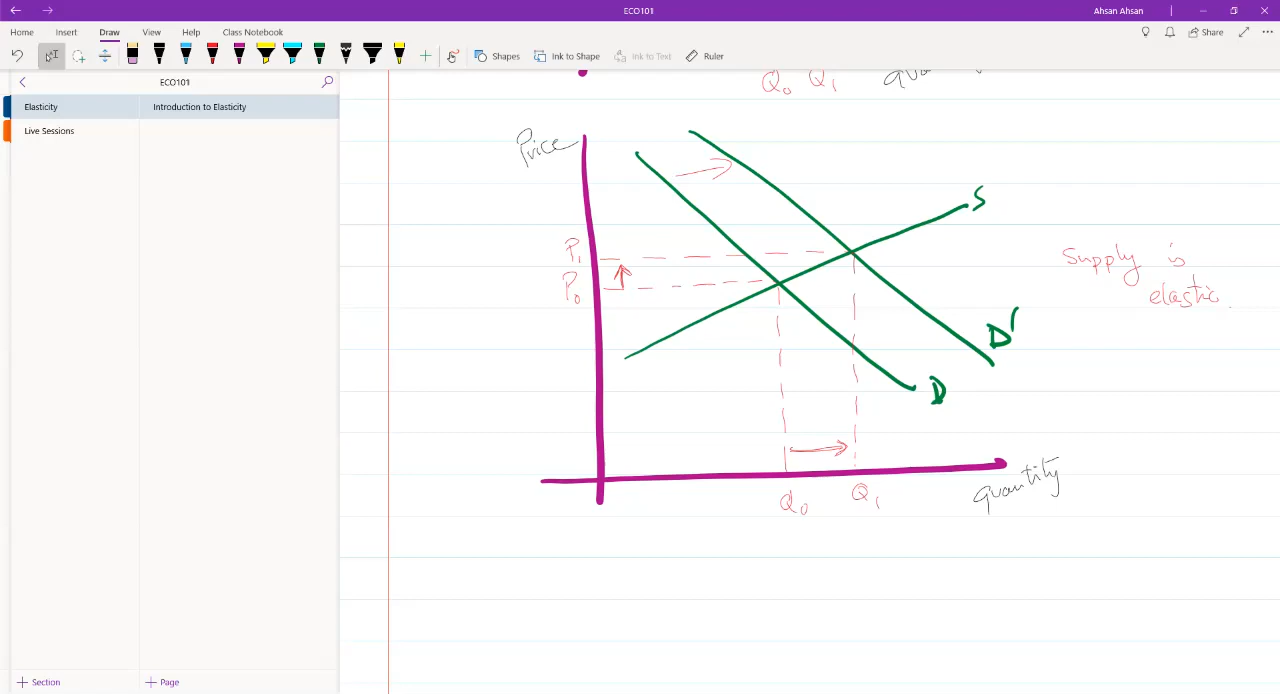 ECO101
Ahsan Ahsan
Home Insert Draw View Help Class Notebook
Share
Shapes Ink to Shape Ink to Text Ruler
ECO101
Elasticity
Introduction to Elasticity
Live Sessions
Q0 Q1
Price
S
P1
P0
Supply is
elastic.
D'
D
Q0 Q1
quantity
Section
Page